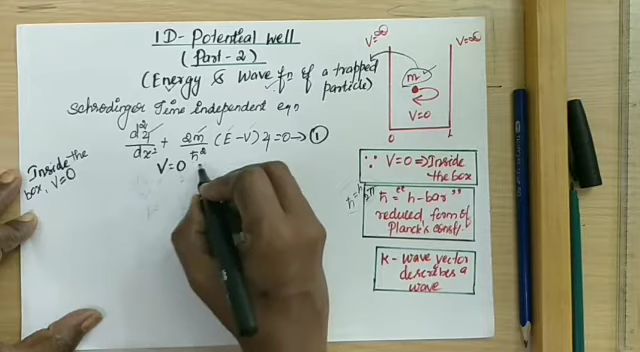 1D-Potential well
(Part-2)
(Energy & Wave fn of a trapped particle)
Schrodinger Time Independent eqn
d²ψ/dx² + 2m/ħ² (E-V) ψ=0 → ①
V=0
Inside the
box, V=0
V=∞ V=∞
m
V=0
0 L
∵ V=0 ⇒ Inside
the box
ħ = h/2π
ħ = "h-bar"
reduced form of
Planck's const.
K - wave vector
describes a
wave